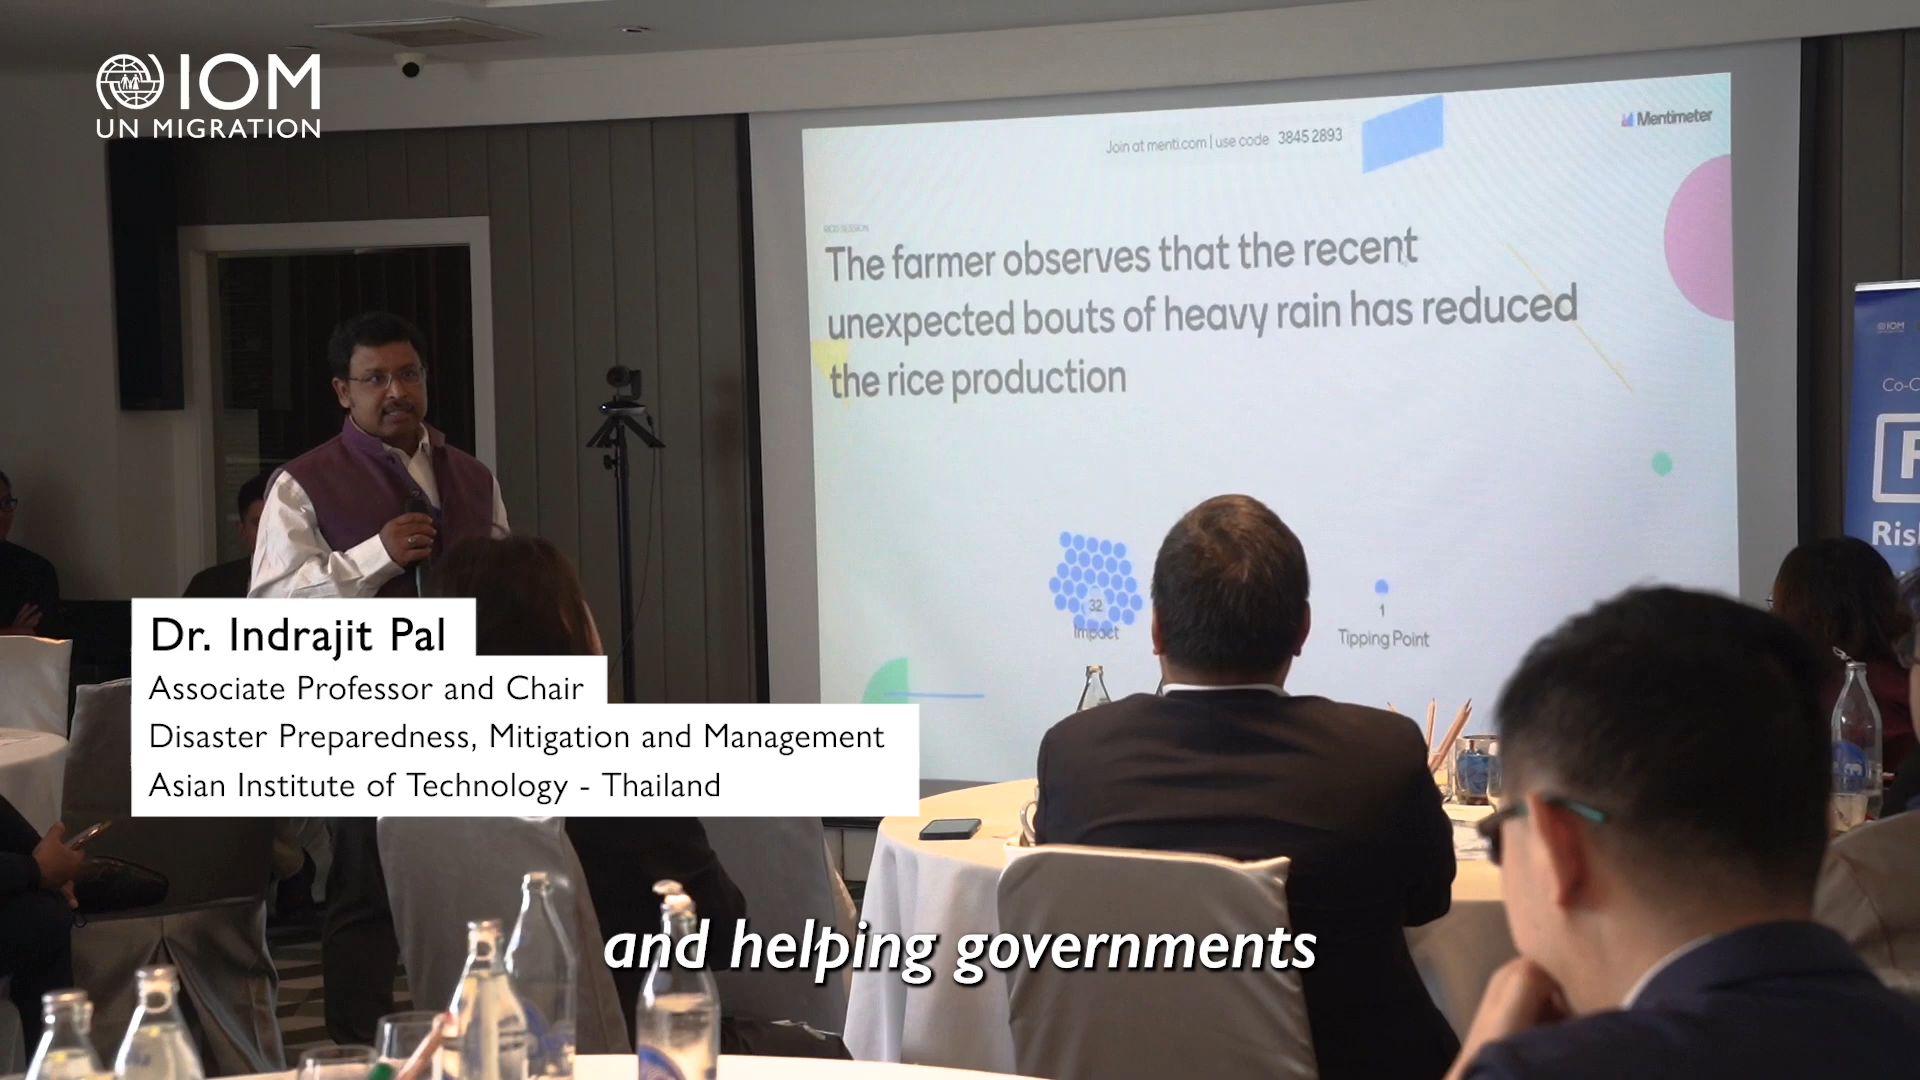 IOM
UN MIGRATION
Join at menti.com | use code 3845 2893
Mentimeter
The farmer observes that the recent
unexpected bouts of heavy rain has reduced
the rice production
32
Impact
1
Tipping Point
IOM
Dr. Indrajit Pal
Associate Professor and Chair
Disaster Preparedness, Mitigation and Management
Asian Institute of Technology - Thailand
and helping governments